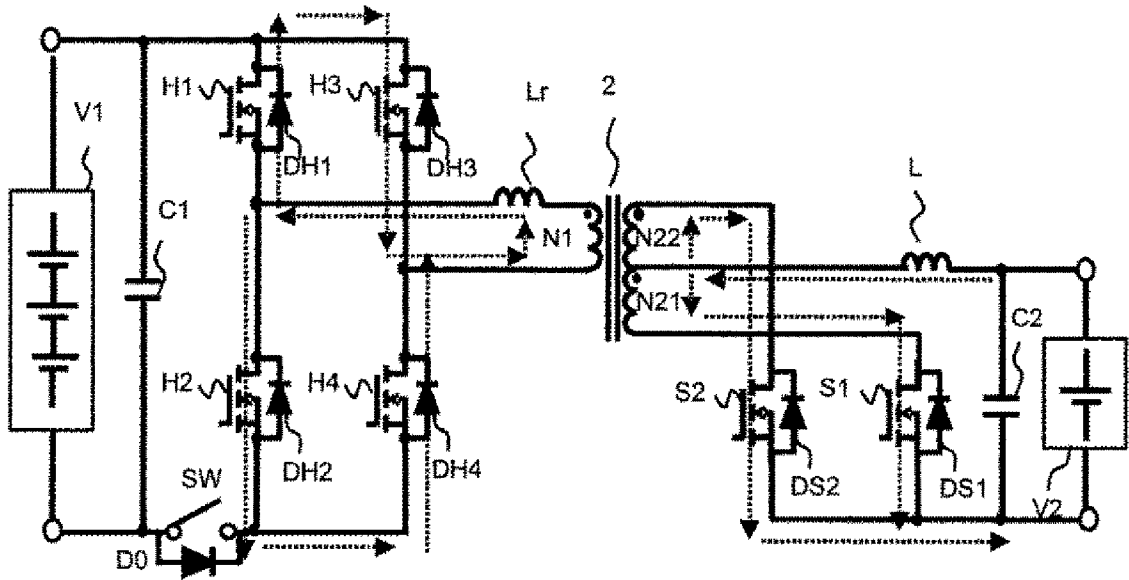 H1
H3
V1
Lr
2
DH1
DH3
L
C1
N1
N22
N21
C2
H2
H4
S2
S1
SW
DH2
DH4
DS2
DS1
V2
D0